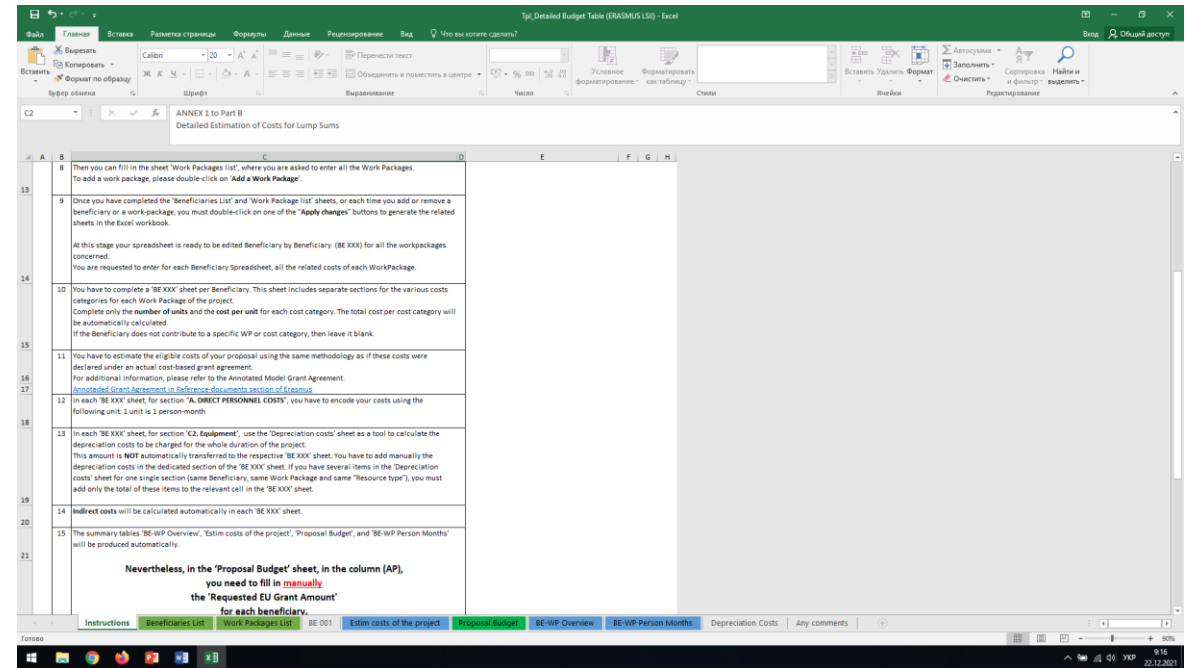 Tpl_Detailed Budget Table (ERASMUS LSII) - Excel
Файл Главная Вставка Разметка страницы Формулы Данные Рецензирование Вид Что вы хотите сделать? Вход Общий доступ
Вставить
Вырезать
Копировать
Формат по образцу
Буфер обмена
Calibri 20
Ж К Ч
Шрифт
Перенести текст
Объединить и поместить в центре
Выравнивание
% 000
Число
Условное форматирование
Форматировать как таблицу
Стили
Вставить Удалить Формат
Ячейки
Автосумма
Заполнить
Очистить
Сортировка и фильтр
Найти и выделить
Редактирование
C2
ANNEX 1 to Part B
Detailed Estimation of Costs for Lump Sums
A B C D E F G H
8 Then you can fill in the sheet 'Work Packages list', where you are asked to enter all the Work Packages.
To add a work package, please double-click on 'Add a Work Package'.
13
9 Once you have completed the 'Beneficiaries List' and 'Work Package list' sheets, or each time you add or remove a
beneficiary or a work-package, you must double-click on one of the "Apply changes" buttons to generate the related
sheets in the Excel workbook.
At this stage your spreadsheet is ready to be edited Beneficiary by Beneficiary (BE XXX) for all the workpackages
concerned.
You are requested to enter for each Beneficiary Spreadsheet, all the related costs of each WorkPackage.
14
10 You have to complete a 'BE XXX' sheet per Beneficiary. This sheet includes separate sections for the various costs
categories for each Work Package of the project.
Complete only the number of units and the cost per unit for each cost category. The total cost per cost category will
be automatically calculated.
If the Beneficiary does not contribute to a specific WP or cost category, then leave it blank.
15
11 You have to estimate the eligible costs of your proposal using the same methodology as if these costs were
declared under an actual cost-based grant agreement.
16 For additional information, please refer to the Annotated Model Grant Agreement.
17 Annotaded Grant Agreement in Reference-documents section of Erasmus
12 In each 'BE XXX' sheet, for section "A. DIRECT PERSONNEL COSTS", you have to encode your costs using the
following unit: 1 unit is 1 person-month
18
13 In each 'BE XXX' sheet, for section 'C2. Equipment', use the 'Depreciation costs' sheet as a tool to calculate the
depreciation costs to be charged for the whole duration of the project.
This amount is NOT automatically transferred to the respective 'BE XXX' sheet. You have to add manually the
depreciation costs in the dedicated section of the 'BE XXX' sheet. If you have several items in the 'Depreciation
costs' sheet for one single section (same Beneficiary, same Work Package and same "Resource type"), you must
add only the total of these items to the relevant cell in the 'BE XXX' sheet.
19
14 Indirect costs will be calculated automatically in each 'BE XXX' sheet.
20
15 The summary tables 'BE-WP Overview', 'Estim costs of the project', 'Proposal Budget', and 'BE-WP Person Months'
will be produced automatically.
21
Nevertheless, in the 'Proposal Budget' sheet, in the column (AP),
you need to fill in manually
the 'Requested EU Grant Amount'
for each beneficiary.
Instructions Beneficiaries List Work Packages List BE 001 Estim costs of the project Proposal Budget BE-WP Overview BE-WP Person Months Depreciation Costs Any comments
Готово 90%
УКР 9:16
22.12.2021